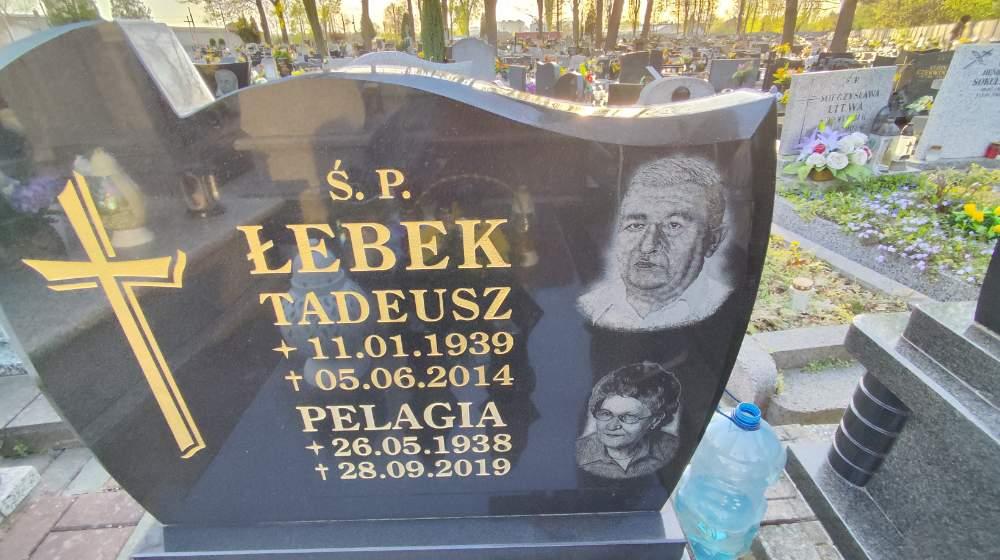 Ś. P.
ŁEBEK
TADEUSZ
+ 11.01.1939
† 05.06.2014
PELAGIA
+ 26.05.1938
† 28.09.2019
Ś.P.
MIECZYSŁAWA
LITWA